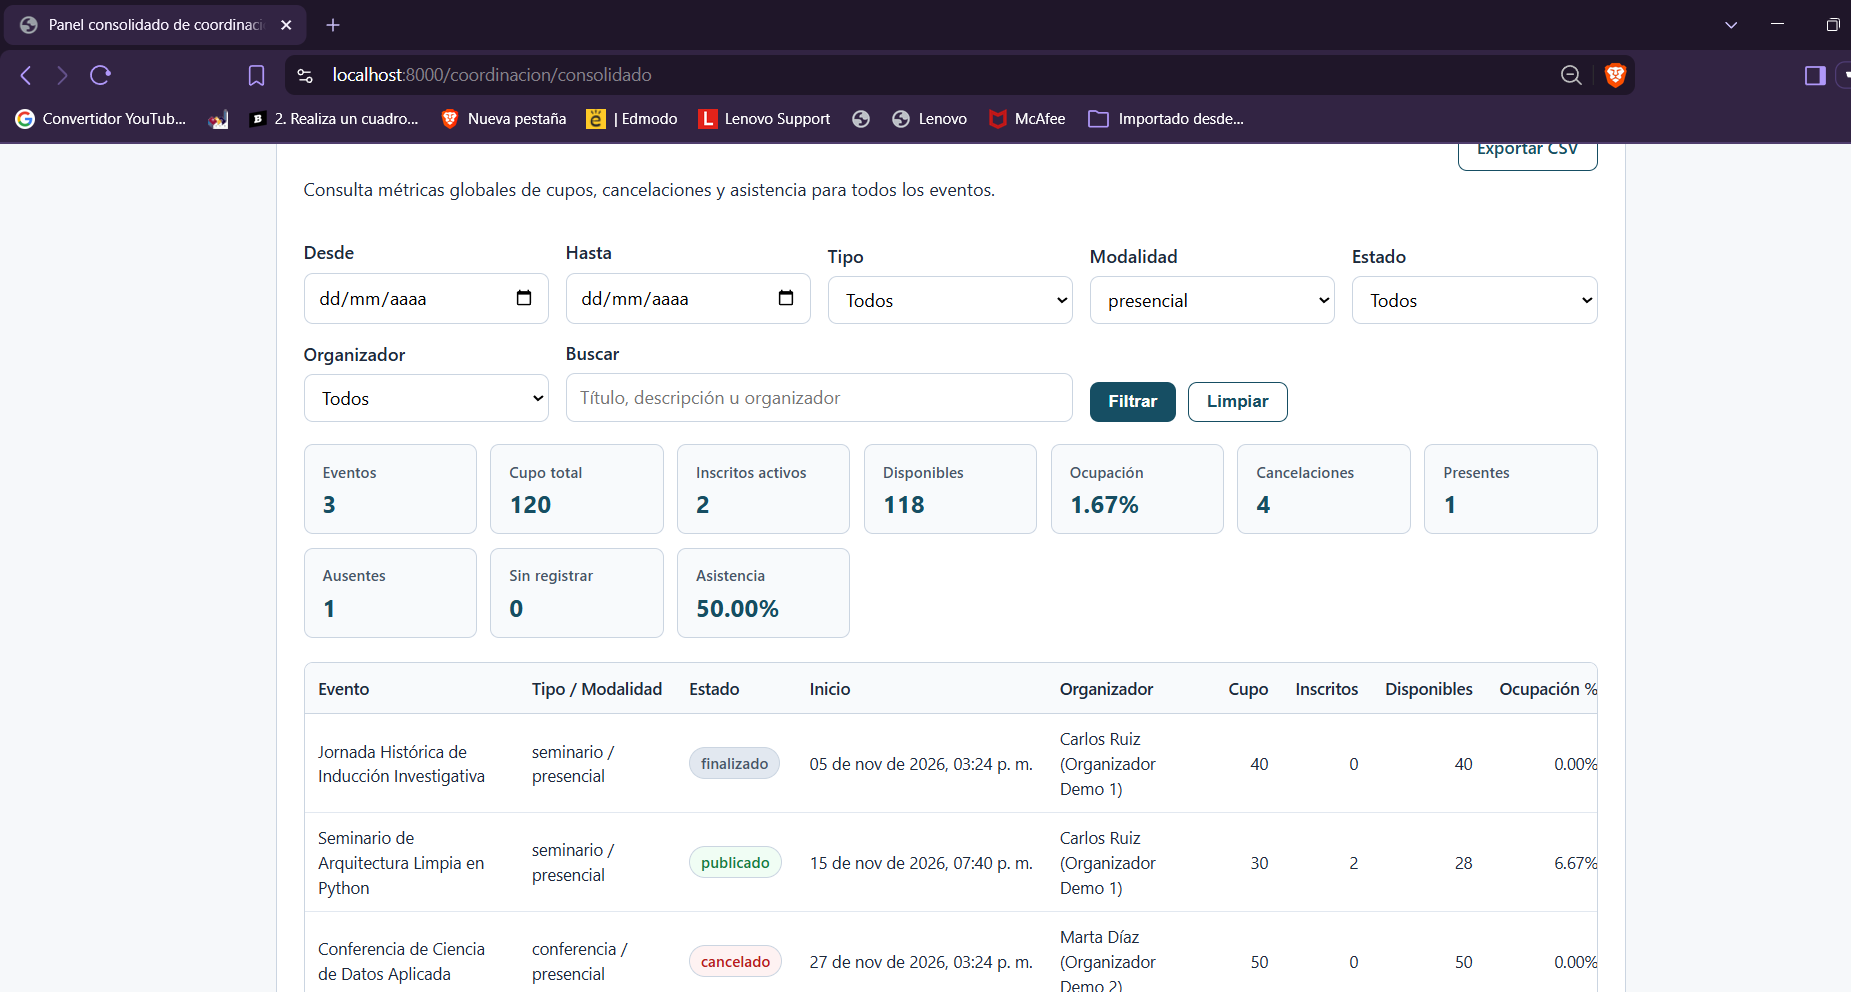 Panel consolidado de coordinaci
localhost:8000/coordinacion/consolidado
Convertidor YouTub...
2. Realiza un cuadro...
Nueva pestaña
| Edmodo
Lenovo Support
Lenovo
McAfee
Importado desde...
Exportar CSV
Consulta métricas globales de cupos, cancelaciones y asistencia para todos los eventos.
Desde
Hasta
Tipo
Modalidad
Estado
dd/mm/aaaa
dd/mm/aaaa
Todos
presencial
Todos
Organizador
Buscar
Todos
Título, descripción u organizador
Filtrar
Limpiar
Eventos
3
Cupo total
120
Inscritos activos
2
Disponibles
118
Ocupación
1.67%
Cancelaciones
4
Presentes
1
Ausentes
1
Sin registrar
0
Asistencia
50.00%
Evento Tipo / Modalidad Estado Inicio Organizador Cupo Inscritos Disponibles Ocupación %
Jornada Histórica de
Inducción Investigativa
seminario /
presencial
finalizado
05 de nov de 2026, 03:24 p. m.
Carlos Ruiz
(Organizador
Demo 1)
40
0
40
0.00%
Seminario de
Arquitectura Limpia en
Python
seminario /
presencial
publicado
15 de nov de 2026, 07:40 p. m.
Carlos Ruiz
(Organizador
Demo 1)
30
2
28
6.67%
Conferencia de Ciencia
de Datos Aplicada
conferencia /
presencial
cancelado
27 de nov de 2026, 03:24 p. m.
Marta Díaz
(Organizador
Demo 2)
50
0
50
0.00%